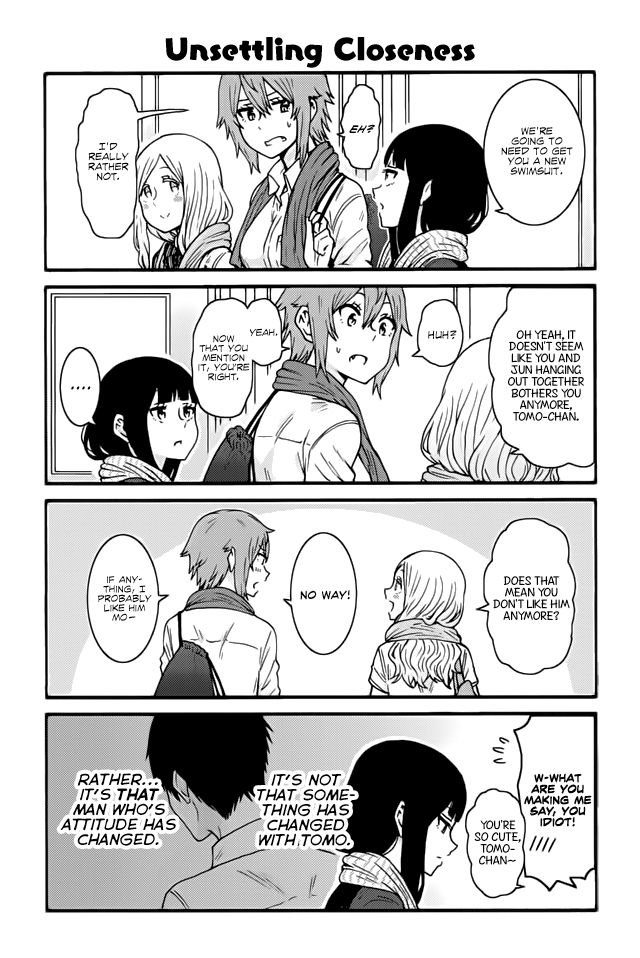 Unsettling Closeness
WE'RE
GOING TO
NEED TO GET
YOU A NEW
SWIMSUIT.
EH?
I'D
REALLY
RATHER
NOT.
OH YEAH, IT
DOESN'T SEEM
LIKE YOU AND
JUN HANGING
OUT TOGETHER
BOTHERS YOU
ANYMORE,
TOMO-CHAN.
HUH?
YEAH.
NOW
THAT YOU
MENTION
IT, YOU'RE
RIGHT.
....
DOES THAT
MEAN YOU
DON'T LIKE HIM
ANYMORE?
NO WAY!
IF ANY-
THING, I
PROBABLY
LIKE HIM
MO—
W-WHAT
ARE YOU
MAKING ME
SAY, YOU
IDIOT!
YOU'RE
SO CUTE,
TOMO-
CHAN~
IT'S NOT
THAT SOME-
THING HAS
CHANGED
WITH TOMO.
RATHER...
IT'S THAT
MAN WHO'S
ATTITUDE HAS
CHANGED.